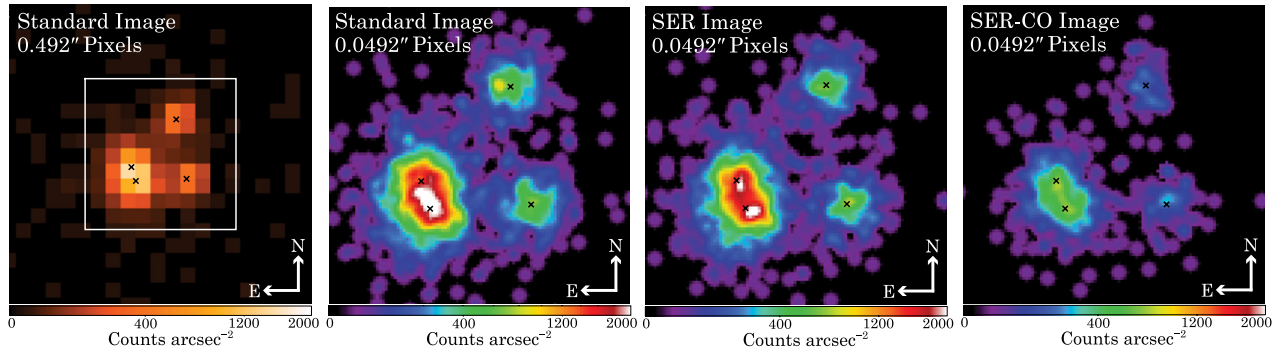 Standard Image
0.492″ Pixels
N
E
0 400 1200 2000
Counts arcsec⁻²
Standard Image
0.0492″ Pixels
N
E
0 400 1200 2000
Counts arcsec⁻²
SER Image
0.0492″ Pixels
N
E
0 400 1200 2000
Counts arcsec⁻²
SER-CO Image
0.0492″ Pixels
N
E
0 400 1200 2000
Counts arcsec⁻²